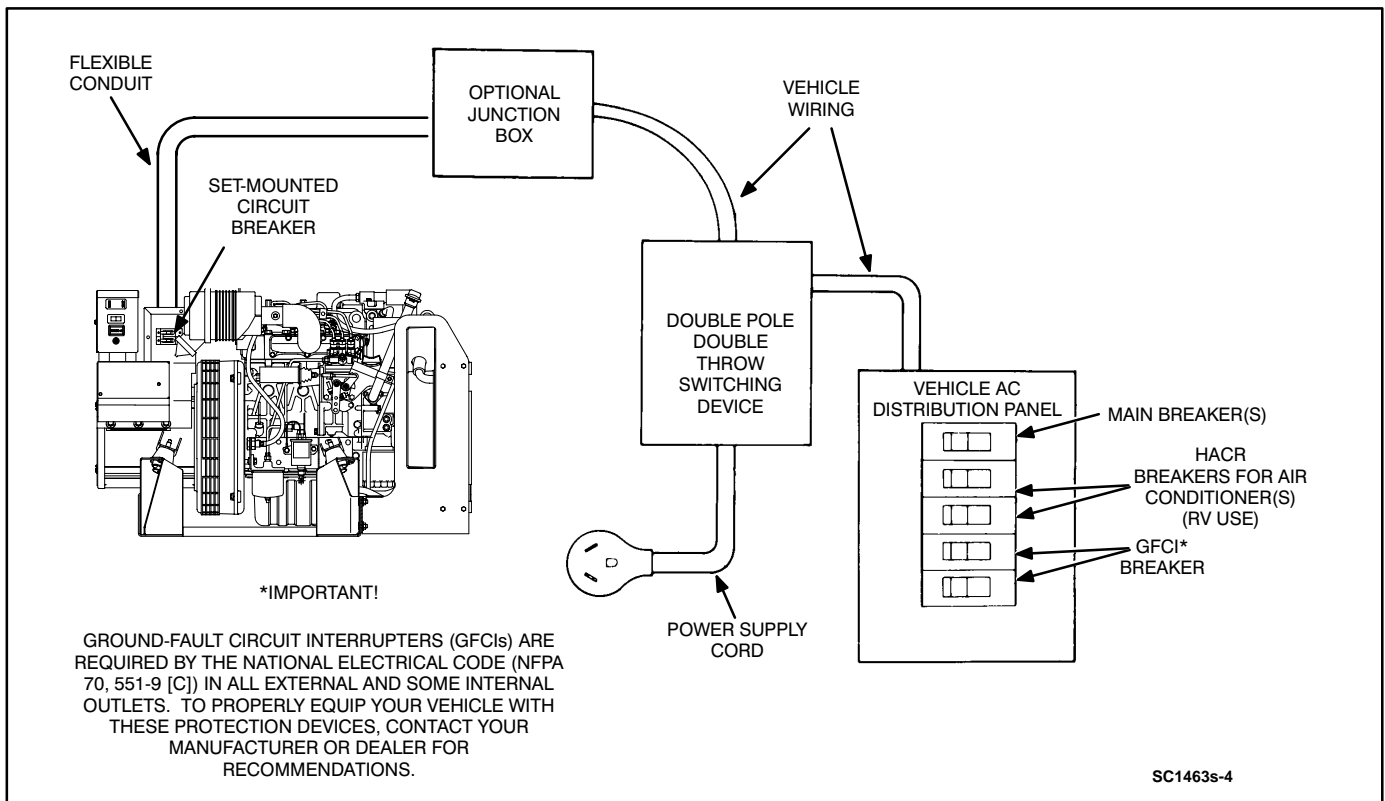 FLEXIBLE
CONDUIT
OPTIONAL
JUNCTION
BOX
VEHICLE
WIRING
SET-MOUNTED
CIRCUIT
BREAKER
DOUBLE POLE
DOUBLE
THROW
SWITCHING
DEVICE
VEHICLE AC
DISTRIBUTION PANEL
MAIN BREAKER(S)
HACR
BREAKERS FOR AIR
CONDITIONER(S)
(RV USE)
GFCI*
BREAKER
POWER SUPPLY
CORD
*IMPORTANT!
GROUND-FAULT CIRCUIT INTERRUPTERS (GFCIs) ARE
REQUIRED BY THE NATIONAL ELECTRICAL CODE (NFPA
70, 551-9 [C]) IN ALL EXTERNAL AND SOME INTERNAL
OUTLETS. TO PROPERLY EQUIP YOUR VEHICLE WITH
THESE PROTECTION DEVICES, CONTACT YOUR
MANUFACTURER OR DEALER FOR
RECOMMENDATIONS.
SC1463s-4